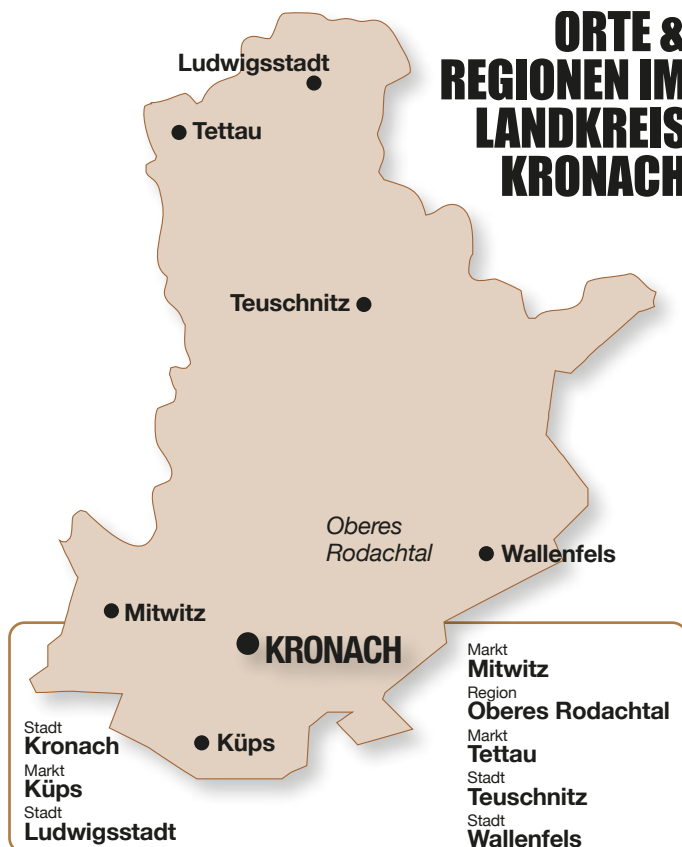 ORTE &
REGIONEN IM
LANDKREIS
KRONACH
Ludwigsstadt
Tettau
Teuschnitz
Oberes
Rodachtal
Wallenfels
Mitwitz
KRONACH
Küps
Stadt
Kronach
Markt
Küps
Stadt
Ludwigsstadt
Markt
Mitwitz
Region
Oberes Rodachtal
Markt
Tettau
Stadt
Teuschnitz
Stadt
Wallenfels